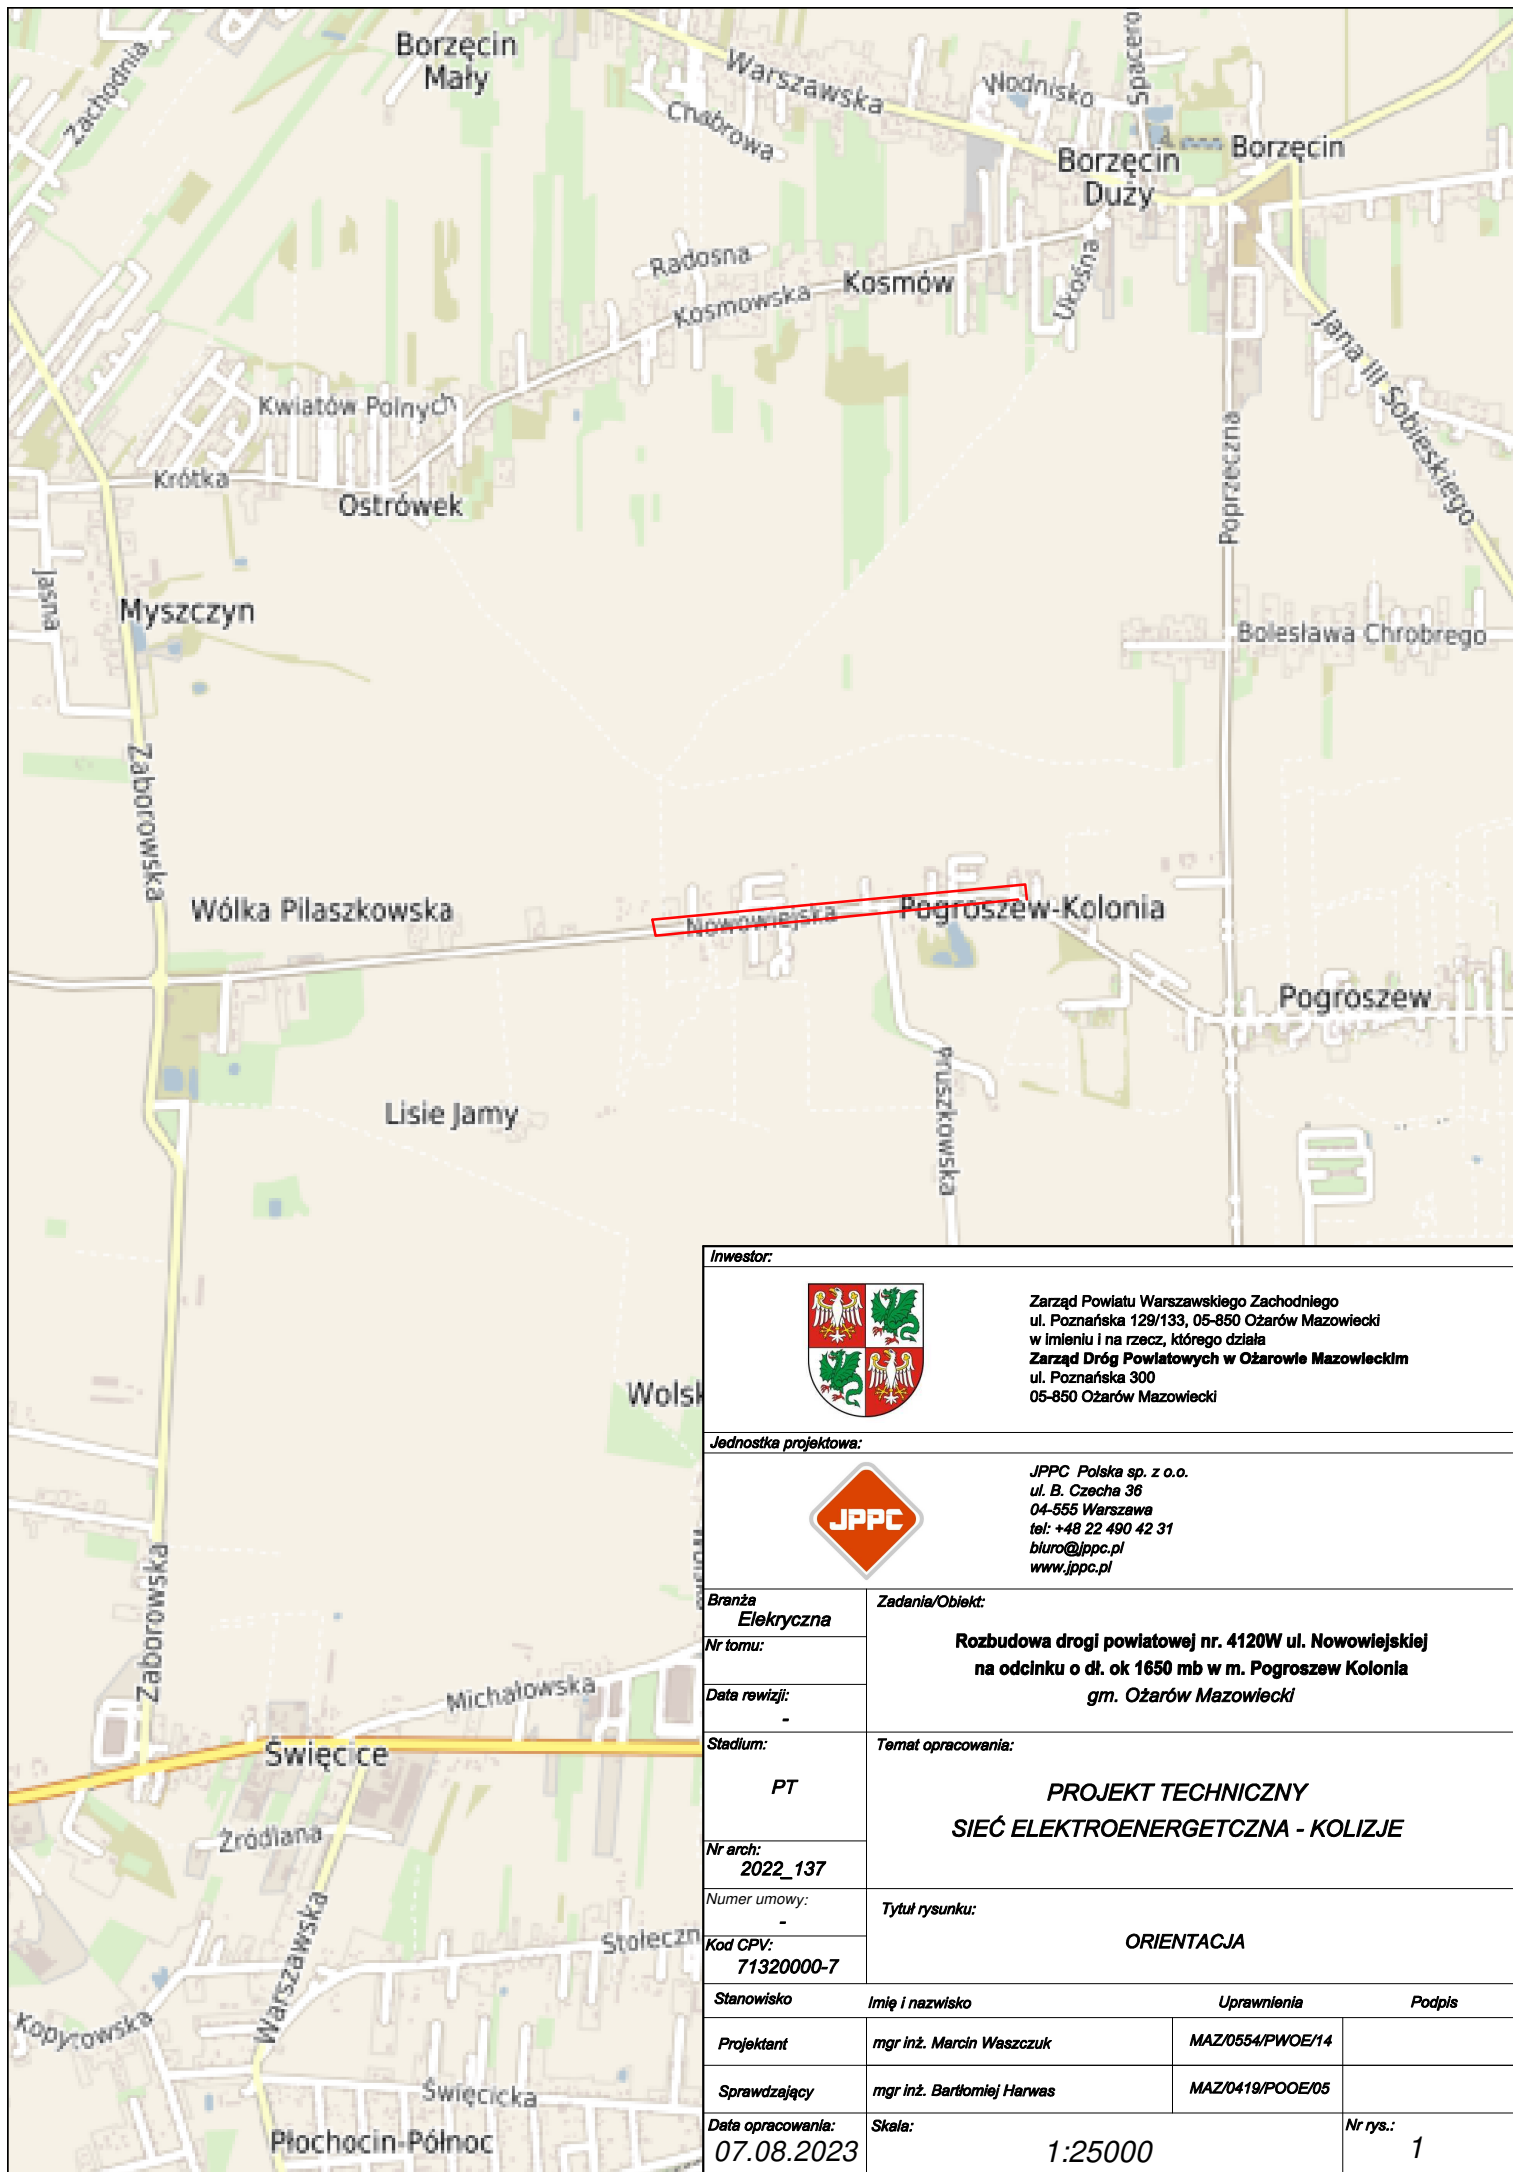 Borzęcin
Mały
Zachodnia
Warszawska
Chabrowa
Wodnisko
Spacero
Borzęcin
Duży
Borzęcin
Radosna
Kosmowska
Kosmów
Ukośna
Jana III Sobieskiego
Kwiatów Polnych
Krótka
Ostrówek
Poprzeczna
Jasna
Myszczyn
Bolesława Chrobrego
Zaborowska
Wólka Pilaszkowska
Nowowiejska
Pogroszew-Kolonia
Pogroszew
Lisie Jamy
Pruszkowska
Wolsk
Zaborowska
Michałowska
Święcice
Źródlana
Warszawska
Stołeczn
Kopytowska
Święcicka
Płochocin-Północ
Inwestor:
Zarząd Powiatu Warszawskiego Zachodniego
ul. Poznańska 129/133, 05-850 Ożarów Mazowiecki
w imieniu i na rzecz, którego działa
Zarząd Dróg Powiatowych w Ożarowie Mazowieckim
ul. Poznańska 300
05-850 Ożarów Mazowiecki
Jednostka projektowa:
JPPC
JPPC Polska sp. z o.o.
ul. B. Czecha 36
04-555 Warszawa
tel: +48 22 490 42 31
biuro@jppc.pl
www.jppc.pl
Branża
Elekryczna
Nr tomu:
Data rewizji:
-
Zadania/Obiekt:
Rozbudowa drogi powiatowej nr. 4120W ul. Nowowiejskiej
na odcinku o dł. ok 1650 mb w m. Pogroszew Kolonia
gm. Ożarów Mazowiecki
Stadium:
PT
Temat opracowania:
PROJEKT TECHNICZNY
SIEĆ ELEKTROENERGETCZNA - KOLIZJE
Nr arch:
2022_137
Numer umowy:
-
Kod CPV:
71320000-7
Tytuł rysunku:
ORIENTACJA
Stanowisko Imię i nazwisko Uprawnienia Podpis
Projektant mgr inż. Marcin Waszczuk MAZ/0554/PWOE/14
Sprawdzający mgr inż. Bartłomiej Harwas MAZ/0419/POOE/05
Data opracowania: Skala: Nr rys.:
07.08.2023 1:25000 1